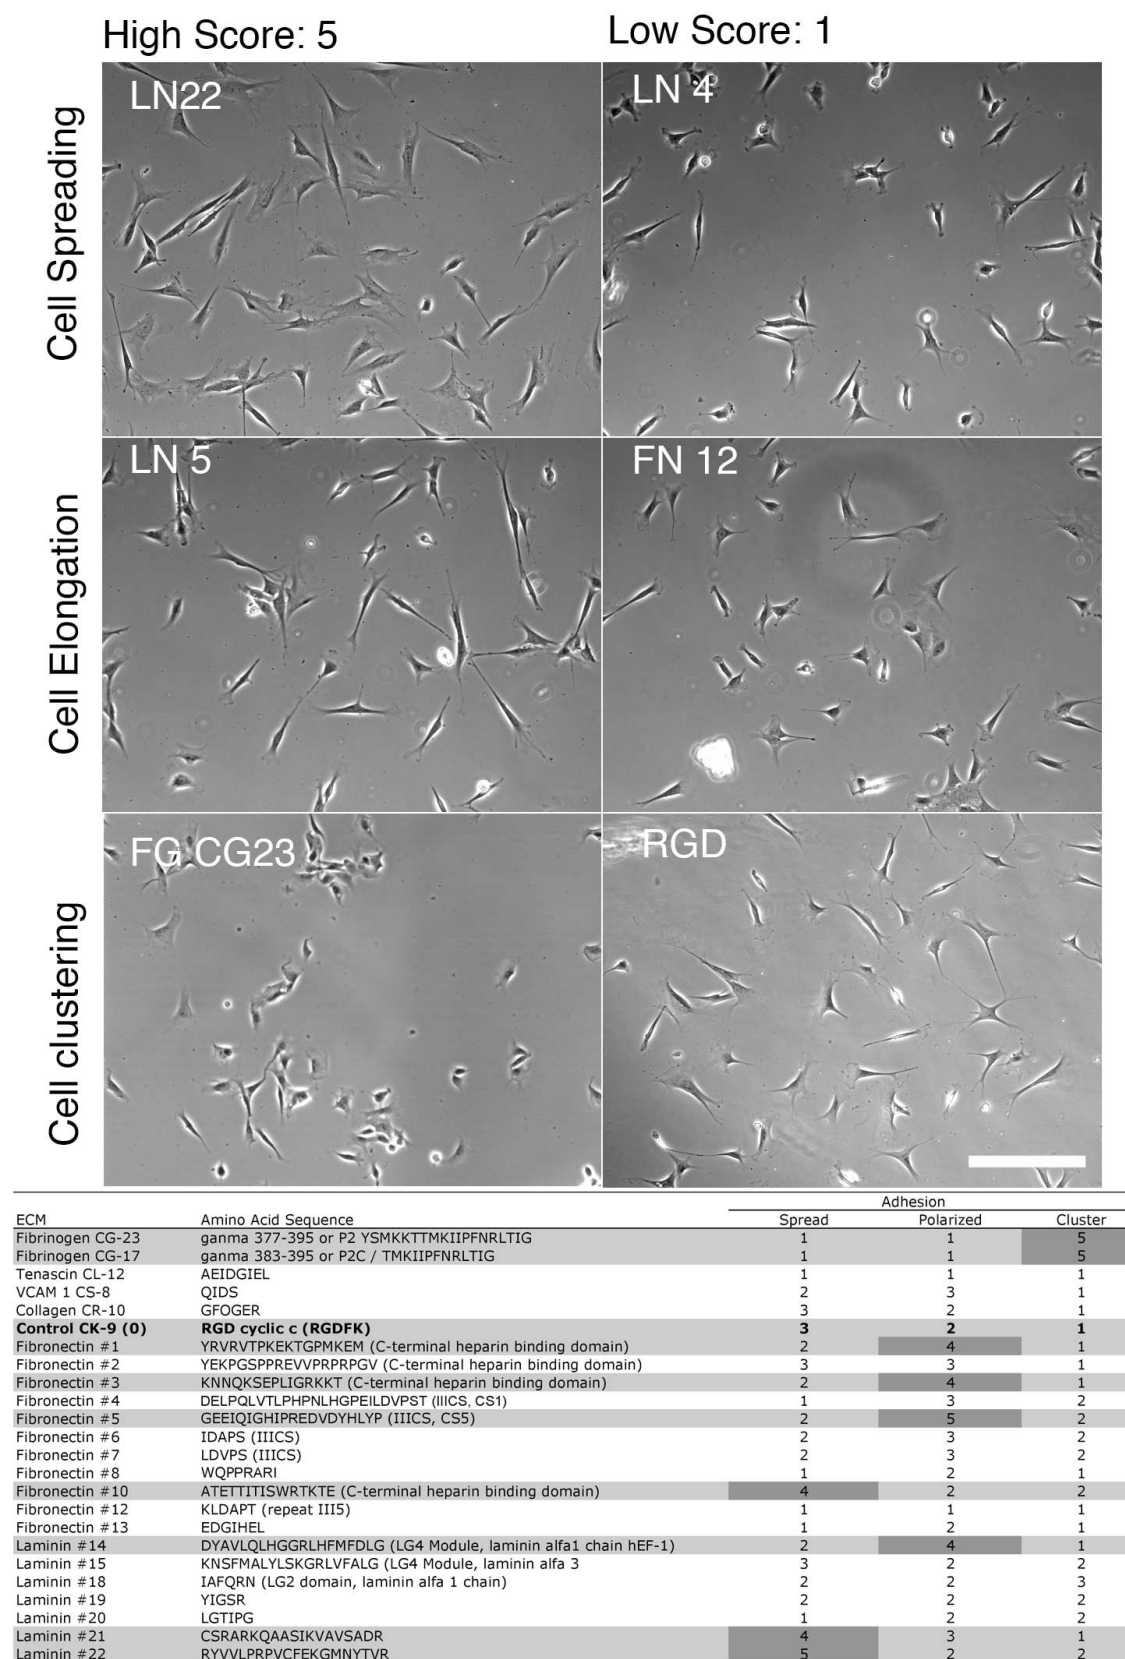 High Score: 5 Low Score: 1
Cell Spreading
LN22 LN 4
Cell Elongation
LN 5 FN 12
Cell clustering
FG CG23 RGD
Adhesion
ECM Amino Acid Sequence Spread Polarized Cluster
Fibrinogen CG-23 ganma 377-395 or P2 YSMKKTTMKIIPFNRLTIG 1 1 5
Fibrinogen CG-17 ganma 383-395 or P2C / TMKIIPFNRLTIG 1 1 5
Tenascin CL-12 AEIDGIEL 1 1 1
VCAM 1 CS-8 QIDS 2 3 1
Collagen CR-10 GFOGER 3 2 1
Control CK-9 (0) RGD cyclic c (RGDFK) 3 2 1
Fibronectin #1 YRVRVTPKEKTGPMKEM (C-terminal heparin binding domain) 2 4 1
Fibronectin #2 YEKPGSPPREVVPRPRPGV (C-terminal heparin binding domain) 3 3 1
Fibronectin #3 KNNQKSEPLIGRKKT (C-terminal heparin binding domain) 2 4 1
Fibronectin #4 DELPQLVTLPHPNLHGPEILDVPST (IIICS, CS1) 1 3 2
Fibronectin #5 GEEIQIGHIPREDVDYHLYP (IIICS, CS5) 2 5 2
Fibronectin #6 IDAPS (IIICS) 2 3 2
Fibronectin #7 LDVPS (IIICS) 2 3 2
Fibronectin #8 WQPPRARI 1 2 1
Fibronectin #10 ATETTITISWRTKTE (C-terminal heparin binding domain) 4 2 2
Fibronectin #12 KLDAPT (repeat III5) 1 1 1
Fibronectin #13 EDGIHEL 1 2 1
Laminin #14 DYAVLQLHGGRLHFMFDLG (LG4 Module, laminin alfa1 chain hEF-1) 2 4 1
Laminin #15 KNSFMALYLSKGRLVFALG (LG4 Module, laminin alfa 3 3 2 2
Laminin #18 IAFQRN (LG2 domain, laminin alfa 1 chain) 2 2 3
Laminin #19 YIGSR 2 2 2
Laminin #20 LGTIPG 1 2 2
Laminin #21 CSRARKQAASIKVAVSADR 4 3 1
Laminin #22 RYVVLPRPVCFEKGMNYTVR 5 2 2